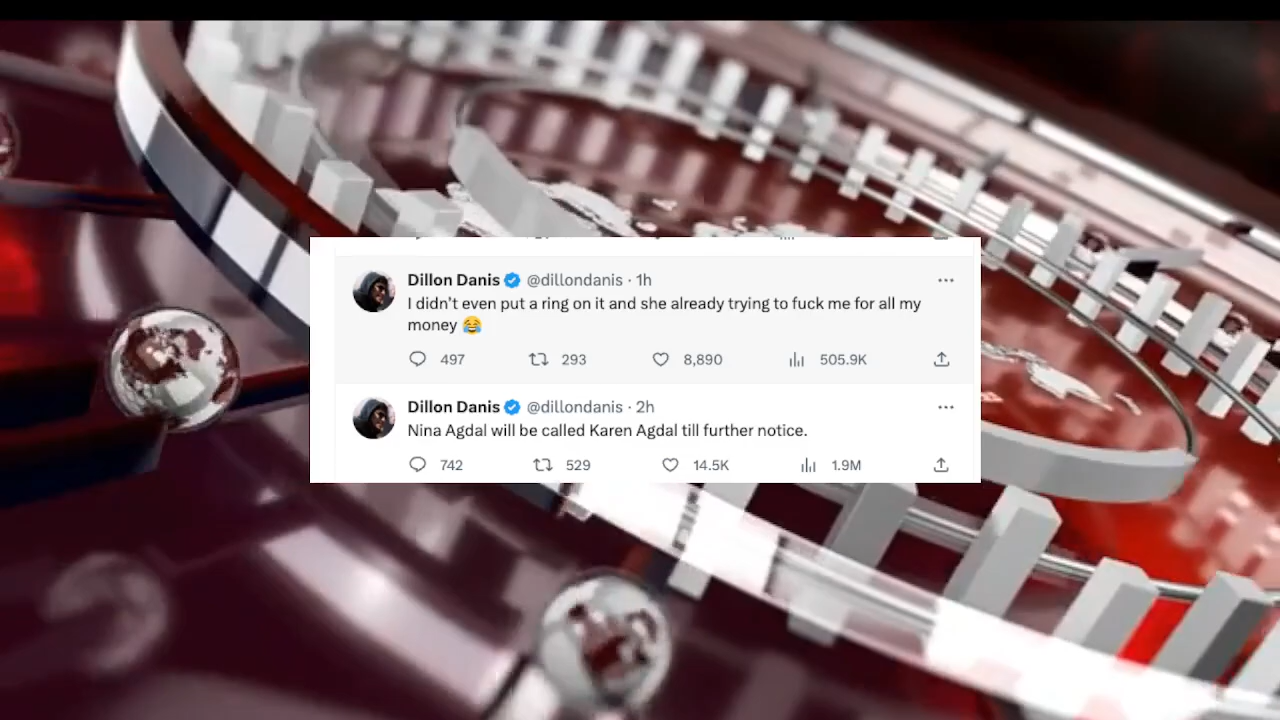 Dillon Danis @dillondanis · 1h
I didn't even put a ring on it and she already trying to fuck me for all my
money 😂
497 293 8,890 505.9K
Dillon Danis @dillondanis · 2h
Nina Agdal will be called Karen Agdal till further notice.
742 529 14.5K 1.9M